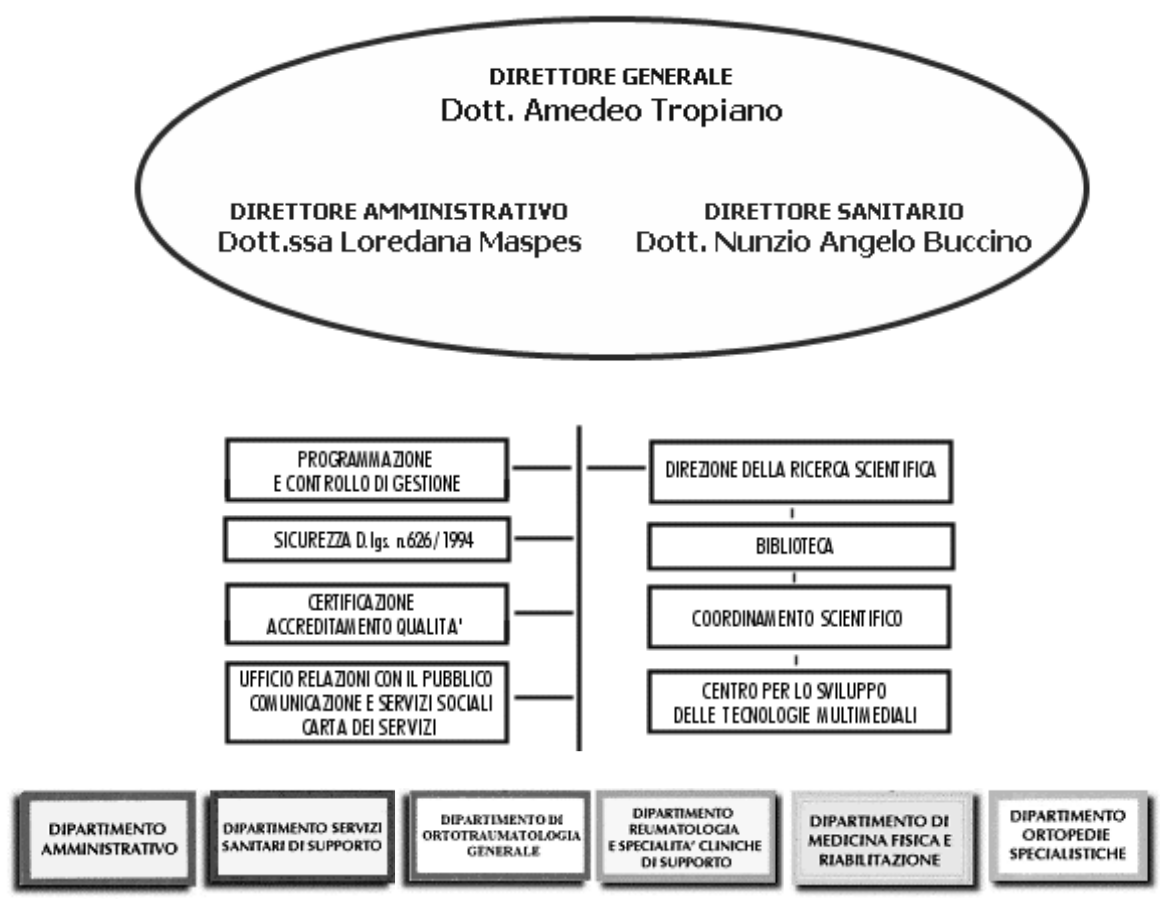 DIRETTORE GENERALE
Dott. Amedeo Tropiano
DIRETTORE AMMINISTRATIVO
Dott.ssa Loredana Maspes
DIRETTORE SANITARIO
Dott. Nunzio Angelo Buccino
PROGRAMMAZIONE
E CONTROLLO DI GESTIONE
SICUREZZA D. lgs. n.626/1994
CERTIFICAZIONE
ACCREDITAMENTO QUALITA'
UFFICIO RELAZIONI CON IL PUBBLICO
COMUNICAZIONE E SERVIZI SOCIALI
CARTA DEI SERVIZI
DIREZIONE DELLA RICERCA SCIENTIFICA
BIBLIOTECA
COORDINAMENTO SCIENTIFICO
CENTRO PER LO SVILUPPO
DELLE TECNOLOGIE MULTIMEDIALI
DIPARTIMENTO
AMMINISTRATIVO
DIPARTIMENTO SERVIZI
SANITARI DI SUPPORTO
DIPARTIMENTO DI
ORTOTRAUMATOLOGIA
GENERALE
DIPARTIMENTO
REUMATOLOGIA
E SPECIALITA' CLINICHE
DI SUPPORTO
DIPARTIMENTO DI
MEDICINA FISICA E
RIABILITAZIONE
DIPARTIMENTO
ORTOPEDIE
SPECIALISTICHE